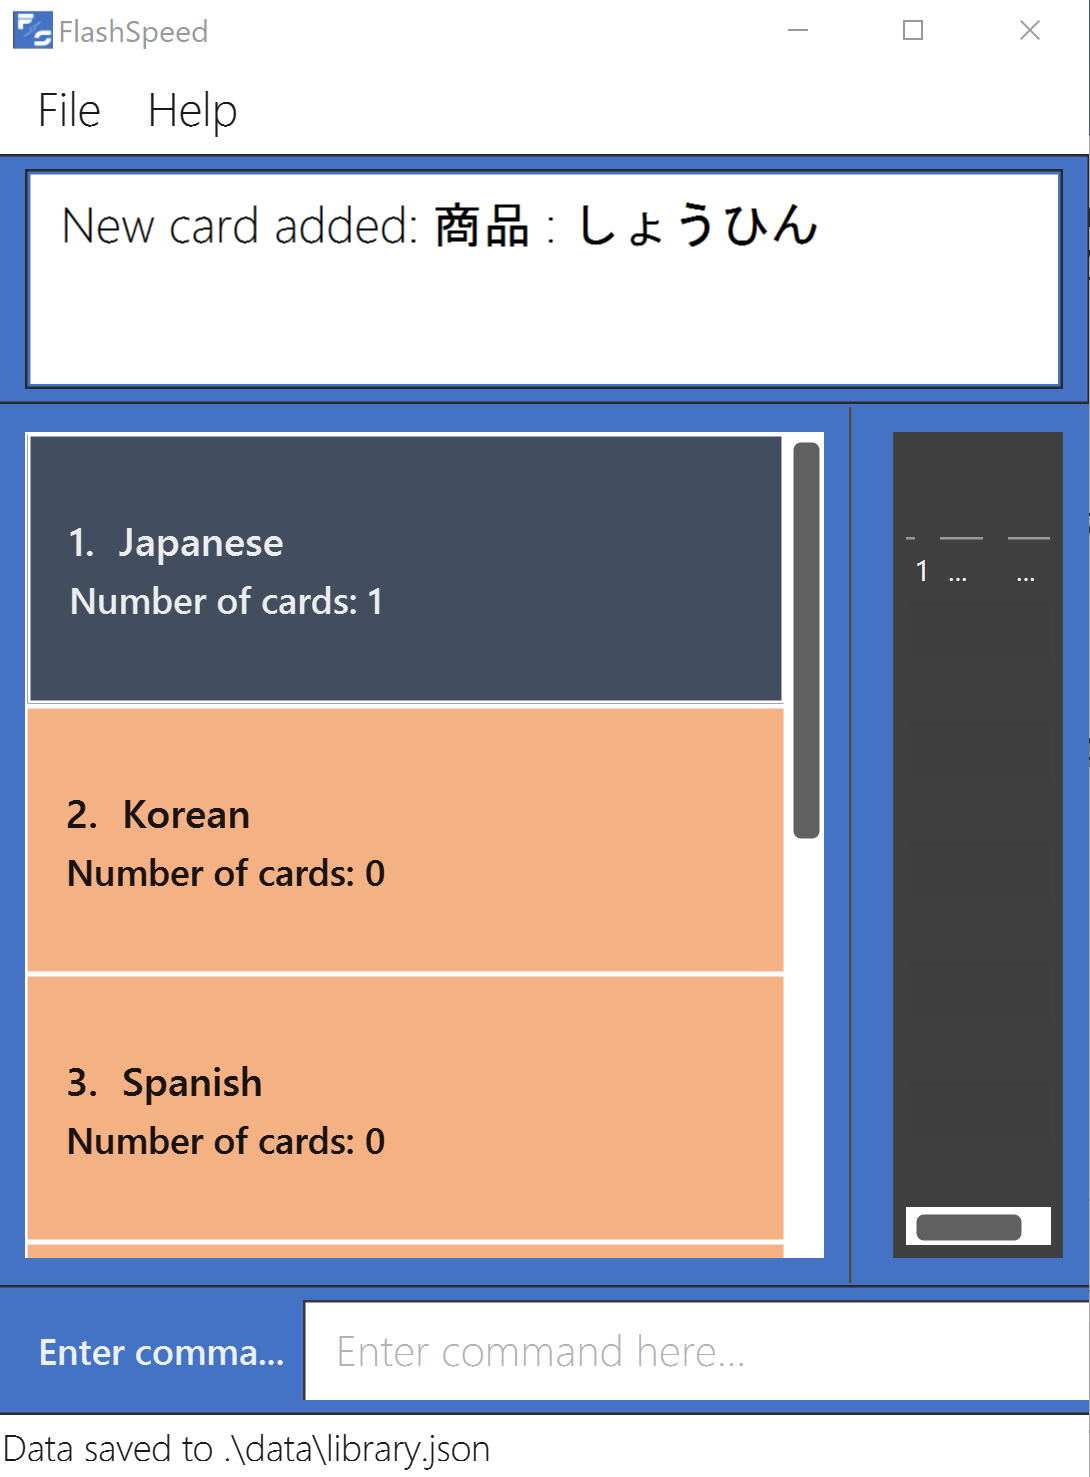 FlashSpeed
File Help
New card added: 商品 : しょうひん
1. Japanese
Number of cards: 1
2. Korean
Number of cards: 0
3. Spanish
Number of cards: 0
1 ... ...
Enter comma... Enter command here...
Data saved to .\data\library.json